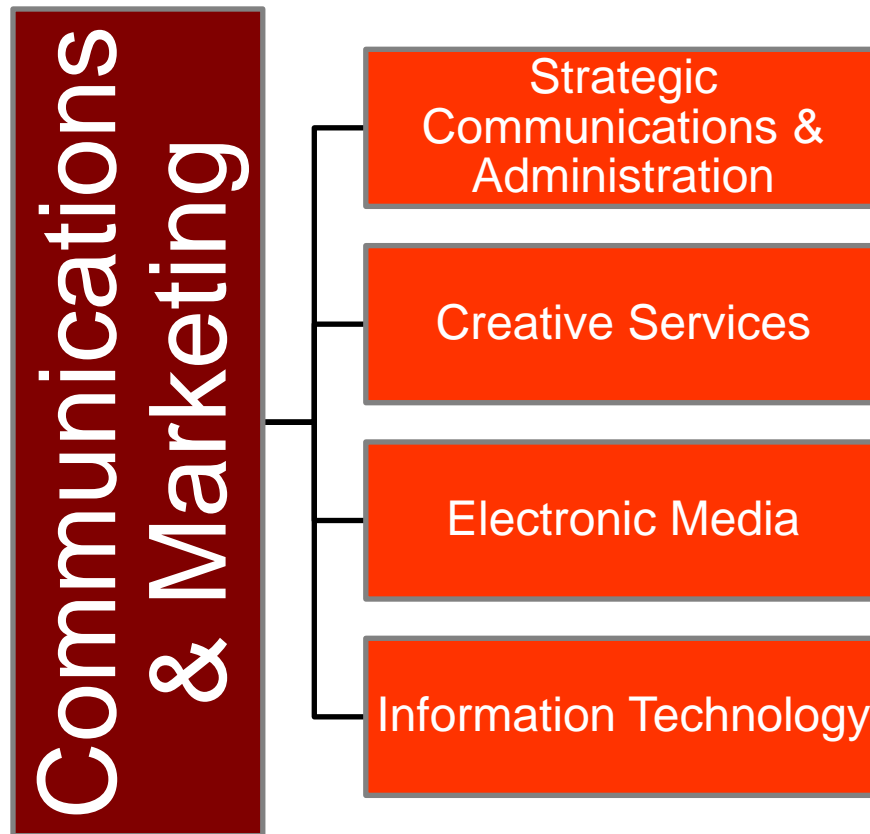 Communications
& Marketing
Strategic
Communications &
Administration
Creative Services
Electronic Media
Information Technology